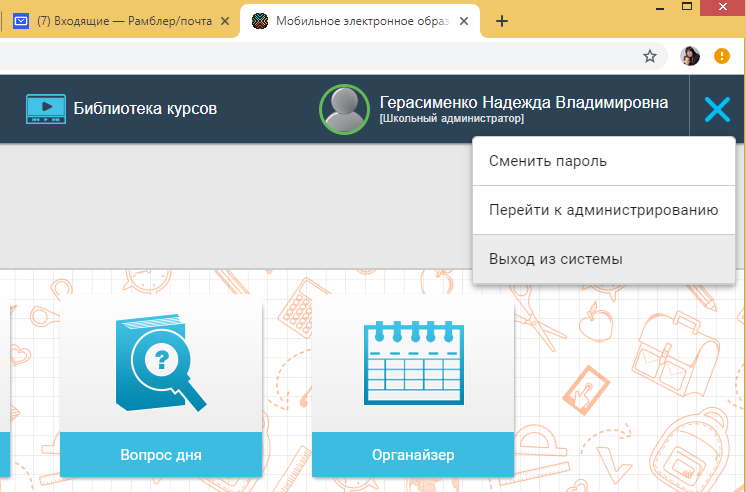 (7) Входящие — Рамблер/почта
Мобильное электронное образ
Библиотека курсов
Герасименко Надежда Владимировна
[Школьный администратор]
Сменить пароль
Перейти к администрированию
Выход из системы
?
Вопрос дня
Органайзер